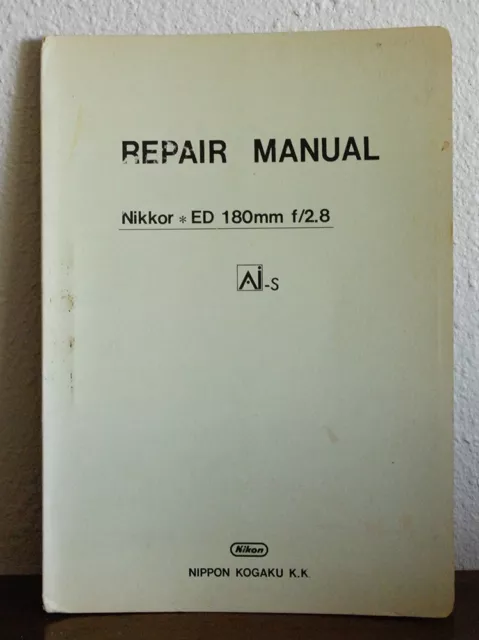 REPAIR MANUAL
Nikkor * ED 180mm f/2.8
Ai-S
Nikon
NIPPON KOGAKU K.K.